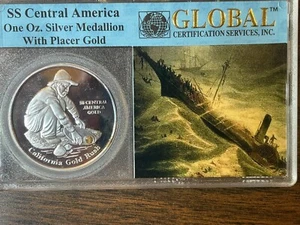 SS Central America
One Oz. Silver Medallion
With Placer Gold
GLOBAL™
CERTIFICATION SERVICES, INC.
SS CENTRAL
AMERICA
GOLD
California Gold Rush